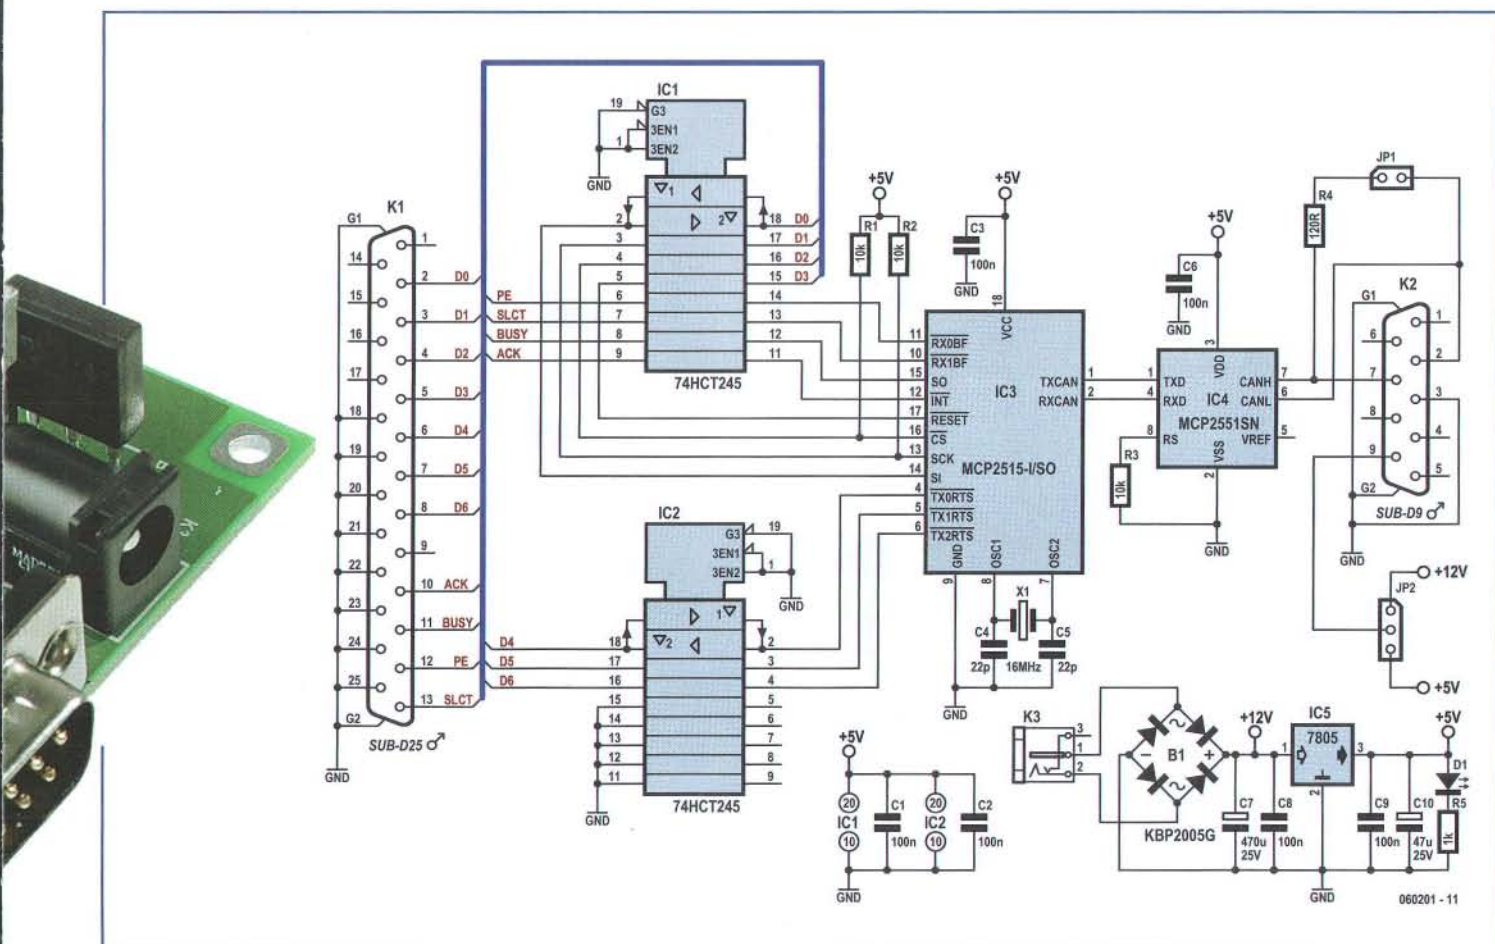 IC1
19
G3
3EN1
1
3EN2
GND
K1
G1
1
14
2 D0
15
3 D1
16
4 D2
17
5 D3
18
6 D4
19
7 D5
20
8 D6
21
9
22
10 ACK
23
11 BUSY
24
12 PE
25
13 SLCT
G2
SUB-D25 ♂
GND
PE
SLCT
BUSY
ACK
▽1
2▽
2
3
4
5
6
7
8
9
18 D0
17 D1
16 D2
15 D3
14
13
12
11
74HCT245
+5V
R1
10k
R2
10k
+5V
C3
100n
GND
18
VCC
11 RX0BF
10 RX1BF
15 SO
12 INT
17 RESET
16 CS
13 SCK
14 SI
4 TX0RTS
5 TX1RTS
6 TX2RTS
IC3
MCP2515-I/SO
TXCAN 1
RXCAN 2
GND
OSC1
OSC2
9
8
7
X1
C4
22p
16MHz
C5
22p
GND
+5V
C6
100n
GND
3
VDD
1 TXD
4 RXD
IC4
MCP2551SN
8 RS
CANH 7
CANL 6
VREF 5
VSS
2
R3
10k
GND
JP1
R4
120R
K2
G1
1
6
2
7
3
8
4
9
5
G2
SUB-D9 ♂
GND
+12V
JP2
+5V
IC2
G3 19
3EN1
3EN2 1
GND
1▽
▽2
D4
D5
D6
18
17
16
15
14
13
12
11
2
3
4
5
6
7
8
9
74HCT245
GND
+5V
20
IC1
10
C1
100n
20
IC2
10
C2
100n
GND
K3
3
1
2
B1
- +
KBP2005G
+12V
C7
470u
25V
C8
100n
IC5
7805
1
3
2
GND
C9
100n
C10
47u
25V
+5V
D1
R5
1k
060201 - 11